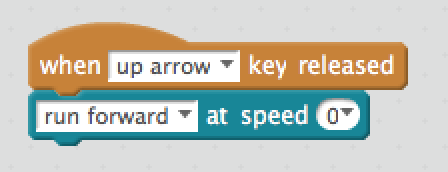 when up arrow key released
run forward at speed 0